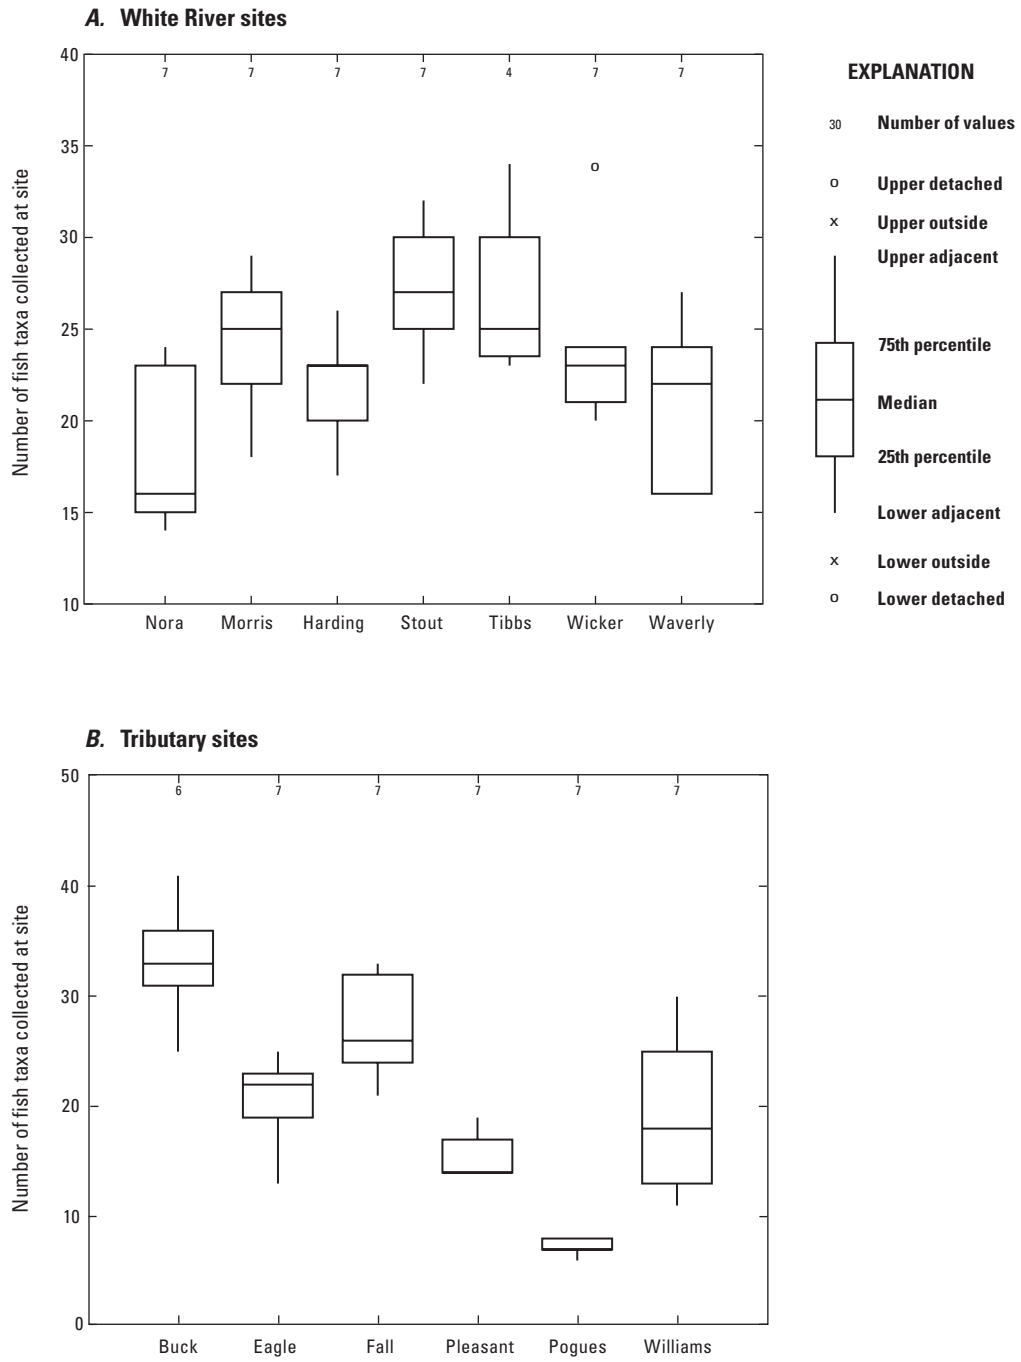 A. White River sites
Number of fish taxa collected at site
40
35
30
25
20
15
10
7 7 7 7 4 7 7
Nora Morris Harding Stout Tibbs Wicker Waverly
o
EXPLANATION
30 Number of values
o Upper detached
x Upper outside
Upper adjacent
75th percentile
Median
25th percentile
Lower adjacent
x Lower outside
o Lower detached
B. Tributary sites
Number of fish taxa collected at site
50
40
30
20
10
0
6 7 7 7 7 7
Buck Eagle Fall Pleasant Pogues Williams